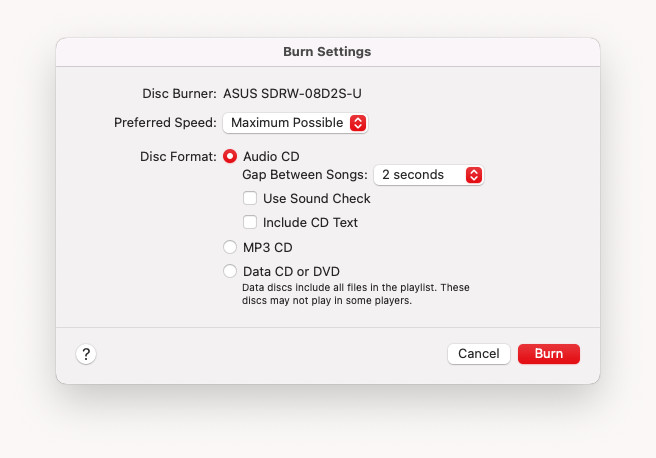 Burn Settings
Disc Burner: ASUS SDRW-08D2S-U
Preferred Speed: Maximum Possible
Disc Format: Audio CD
Gap Between Songs: 2 seconds
Use Sound Check
Include CD Text
MP3 CD
Data CD or DVD
Data discs include all files in the playlist. These
discs may not play in some players.
? Cancel Burn